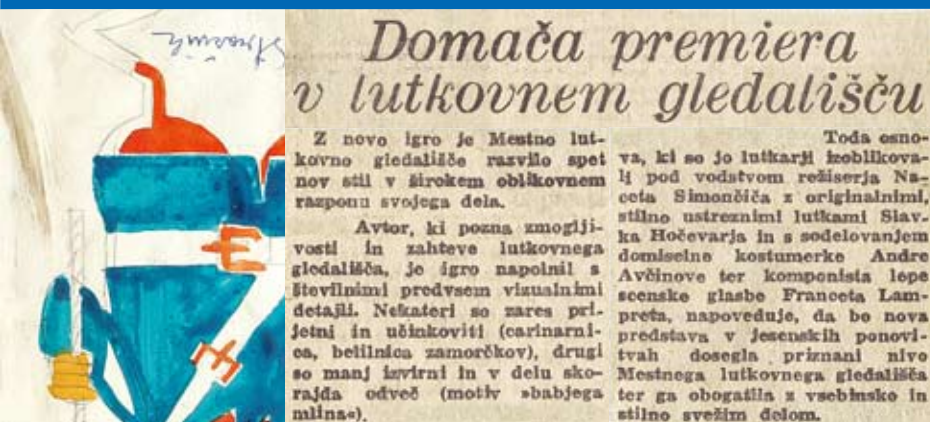 Domača premiera
v lutkovnem gledališču
Z novo igro je Mestno lut-
kovno gledališče razvilo spet
nov stil v širokem oblikovnem
razponu svojega dela.
Avtor, ki pozna zmoglji-
vosti in zahteve lutkovnega
gledališča, je igro napolnil s
številnimi predvsem vizualnimi
detajli. Nekateri so zares pri-
jetni in učinkoviti (carinarni-
ca, belilnica zamorčkov), drugi
so manj izvirni in v delu sko-
rajda odveč (motiv »babjega
mlina«).
Toda osno-
va, ki so jo lutkarji izoblikova-
li pod vodstvom režiserja Na-
ceta Simončiča z originalnimi,
stilno ustreznimi lutkami Slav-
ka Hočevarja in s sodelovanjem
domiselne kostumerke Andre
Avčinove ter komponista lepe
scenske glasbe Franceta Lam-
preta, napoveduje, da bo nova
predstava v jesenskih ponovi-
tvah dosegla priznani nivo
Mestnega lutkovnega gledališča
ter ga obogatila z vsebinsko in
stilno svežim delom.